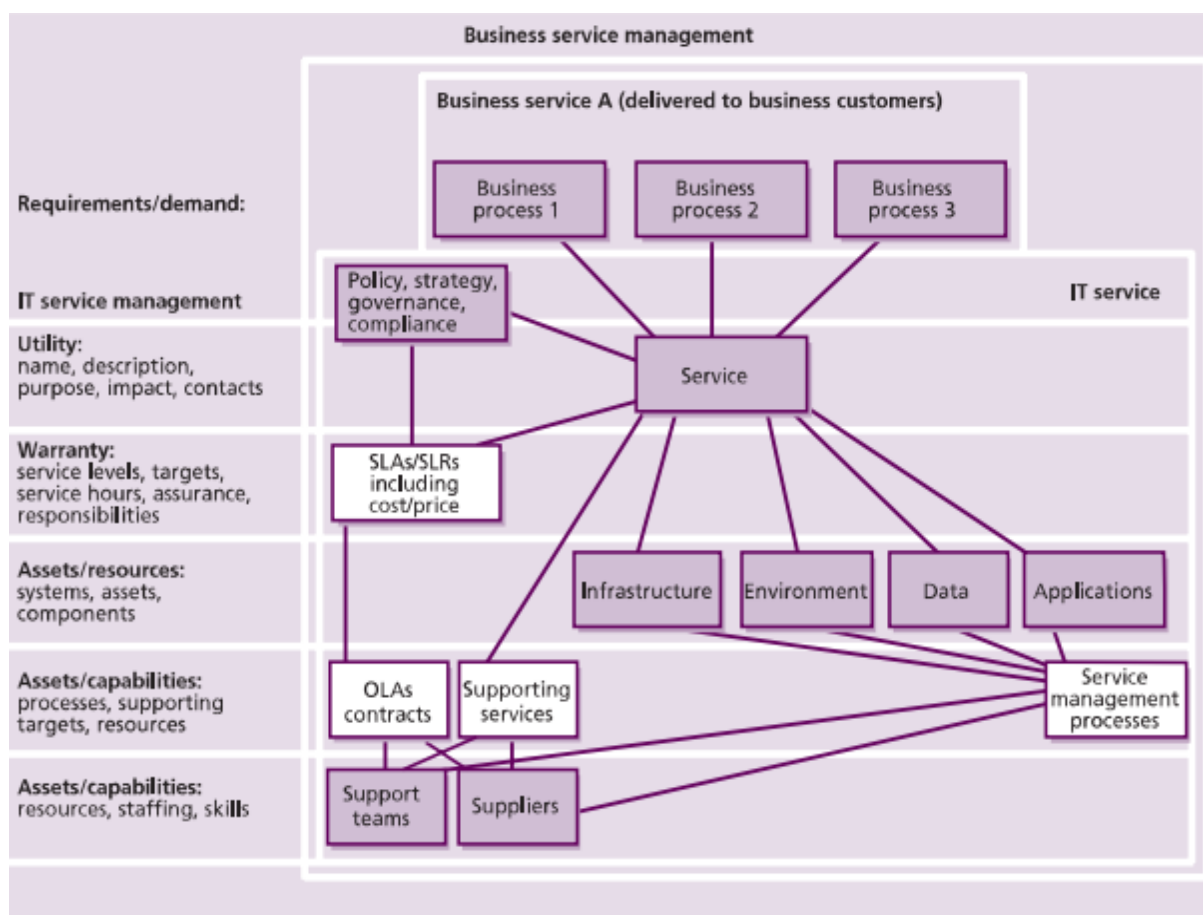 Business service management
Business service A (delivered to business customers)
Requirements/demand:
Business
process 1
Business
process 2
Business
process 3
IT service management
Policy, strategy,
governance,
compliance
IT service
Utility:
name, description,
purpose, impact, contacts
Service
Warranty:
service levels, targets,
service hours, assurance,
responsibilities
SLAs/SLRs
including
cost/price
Assets/resources:
systems, assets,
components
Infrastructure
Environment
Data
Applications
Assets/capabilities:
processes, supporting
targets, resources
OLAs
contracts
Supporting
services
Service
management
processes
Assets/capabilities:
resources, staffing, skills
Support
teams
Suppliers